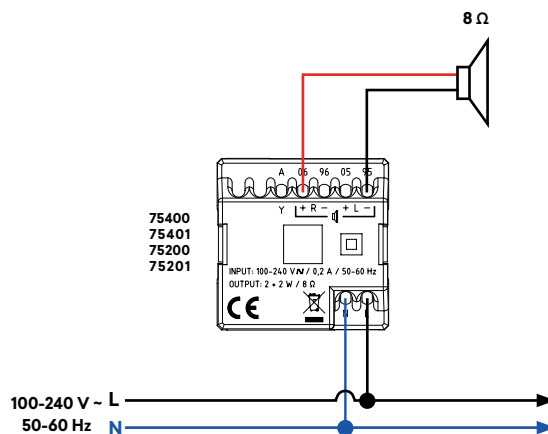 8 Ω
A 06 96 05 95
Y + R - + L -
75400
75401
75200
75201
INPUT: 100-240 V~ / 0,2 A / 50-60 Hz
OUTPUT: 2 + 2 W / 8 Ω
CE
N L
100-240 V ~ L
50-60 Hz N